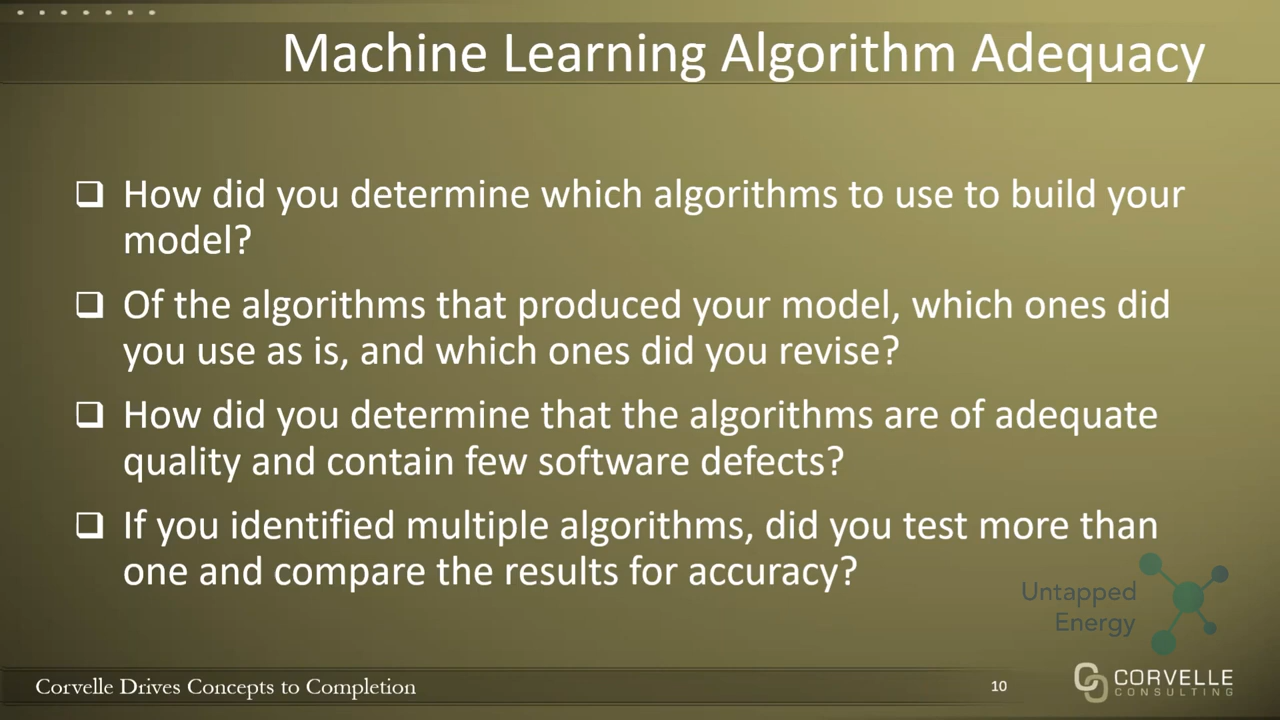 Machine Learning Algorithm Adequacy
How did you determine which algorithms to use to build your
model?
Of the algorithms that produced your model, which ones did
you use as is, and which ones did you revise?
How did you determine that the algorithms are of adequate
quality and contain few software defects?
If you identified multiple algorithms, did you test more than
one and compare the results for accuracy?
Untapped
Energy
Corvelle Drives Concepts to Completion
10
CORVELLE
CONSULTING